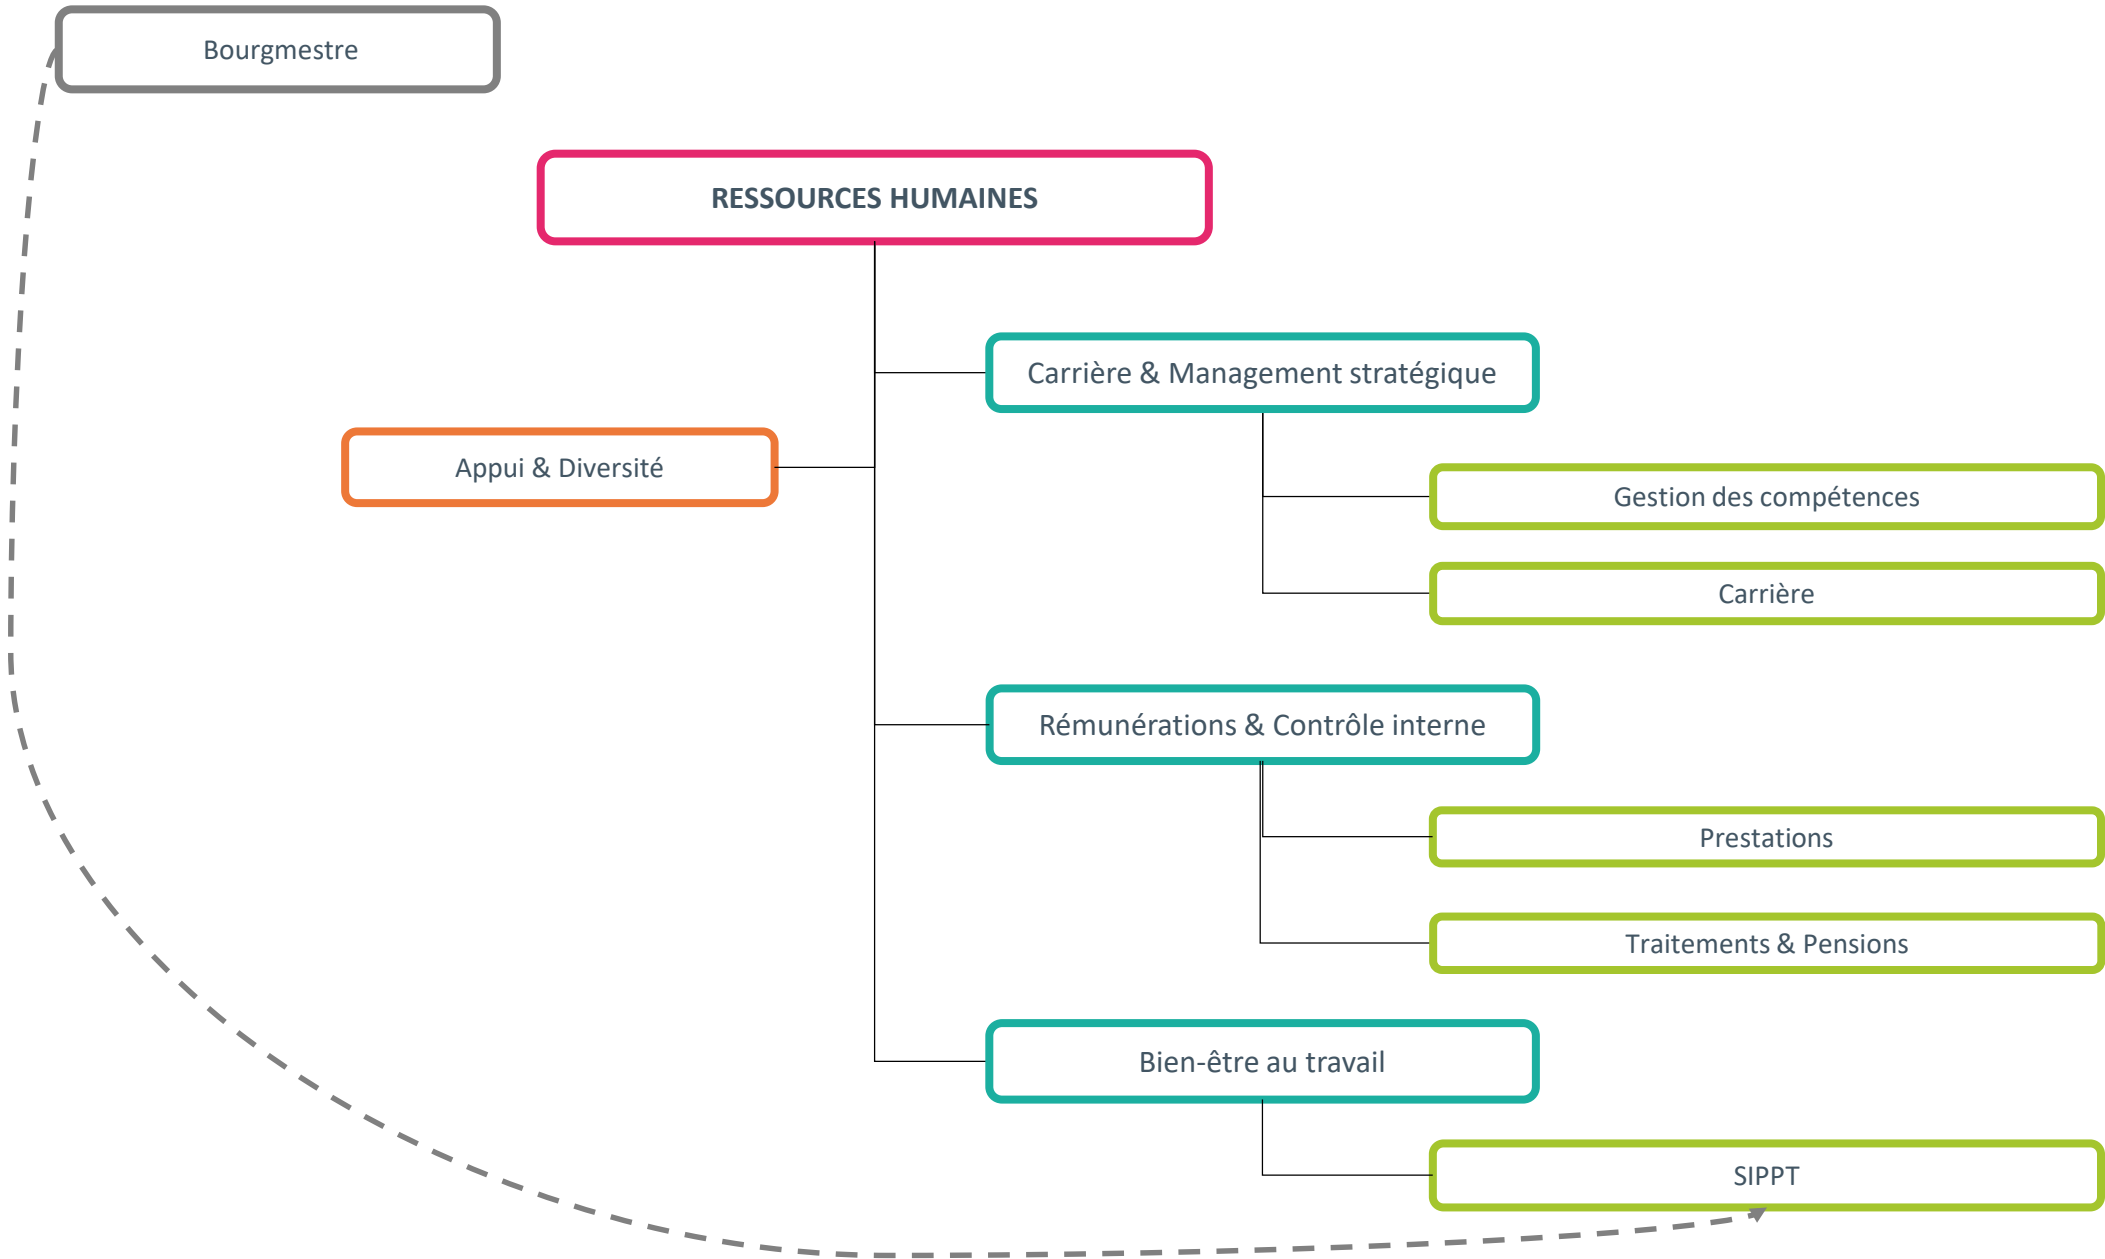 Bourgmestre
RESSOURCES HUMAINES
Carrière & Management stratégique
Appui & Diversité
Gestion des compétences
Carrière
Rémunérations & Contrôle interne
Prestations
Traitements & Pensions
Bien-être au travail
SIPPT